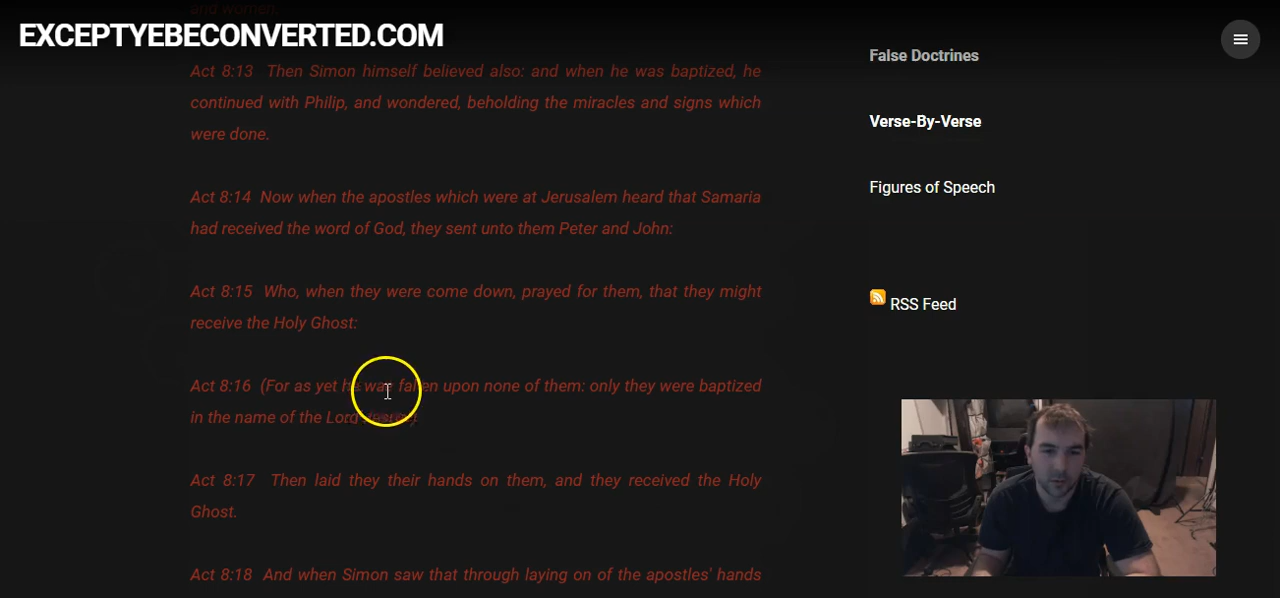 and women.
EXCEPTYEBECONVERTED.COM
Act 8:13 Then Simon himself believed also: and when he was baptized, he
continued with Philip, and wondered, beholding the miracles and signs which
were done.
Act 8:14 Now when the apostles which were at Jerusalem heard that Samaria
had received the word of God, they sent unto them Peter and John:
Act 8:15 Who, when they were come down, prayed for them, that they might
receive the Holy Ghost:
Act 8:16 (For as yet he was fallen upon none of them: only they were baptized
in the name of the Lord Jesus.)
Act 8:17 Then laid they their hands on them, and they received the Holy
Ghost.
Act 8:18 And when Simon saw that through laying on of the apostles' hands
False Doctrines
Verse-By-Verse
Figures of Speech
RSS Feed